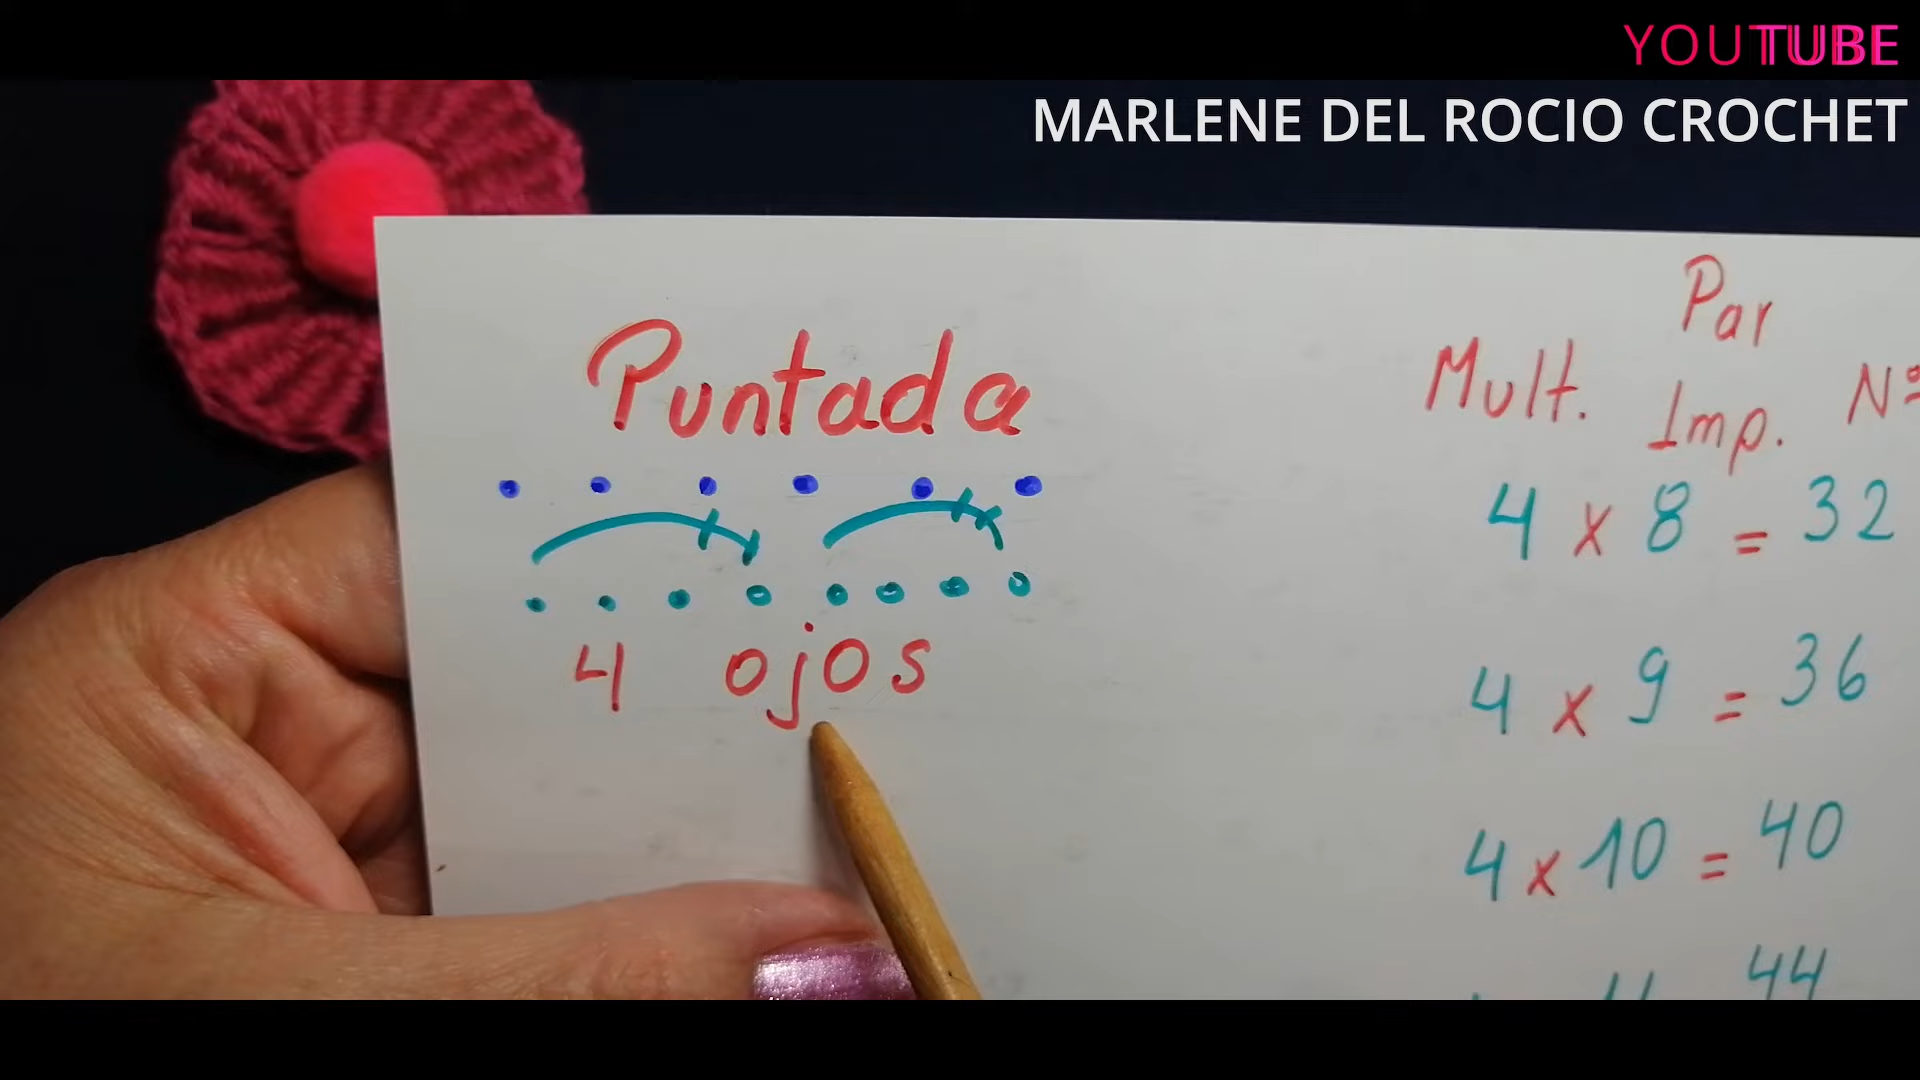 YOUTUBE
MARLENE DEL ROCIO CROCHET
Puntada
4 ojos
Par
Mult. Imp. Nº
4 x 8 = 32
4 x 9 = 36
4 x 10 = 40
44